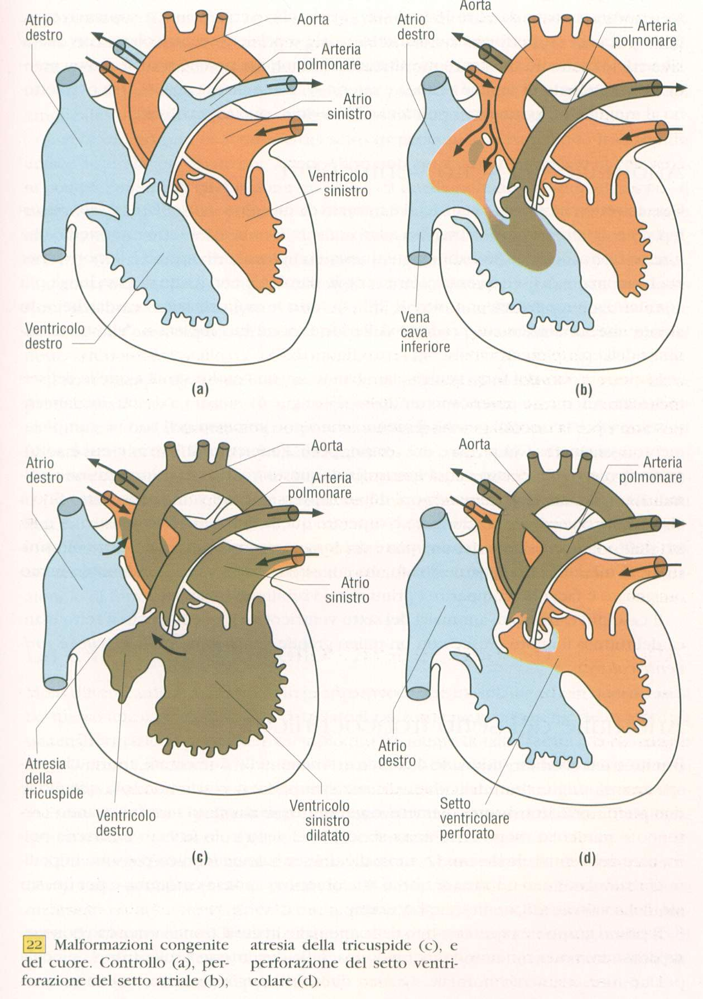 Atrio
destro
Aorta
Arteria
polmonare
Atrio
sinistro
Ventricolo
sinistro
Ventricolo
destro
(a)
Aorta
Atrio
destro
Arteria
polmonare
Vena
cava
inferiore
(b)
Atrio
destro
Aorta
Arteria
polmonare
Atrio
sinistro
Atresia
della
tricuspide
Ventricolo
destro
Ventricolo
sinistro
dilatato
(c)
Aorta
Arteria
polmonare
Atrio
destro
Setto
ventricolare
perforato
(d)
22 Malformazioni congenite
del cuore. Controllo (a), per-
forazione del setto atriale (b),
atresia della tricuspide (c), e
perforazione del setto ventri-
colare (d).